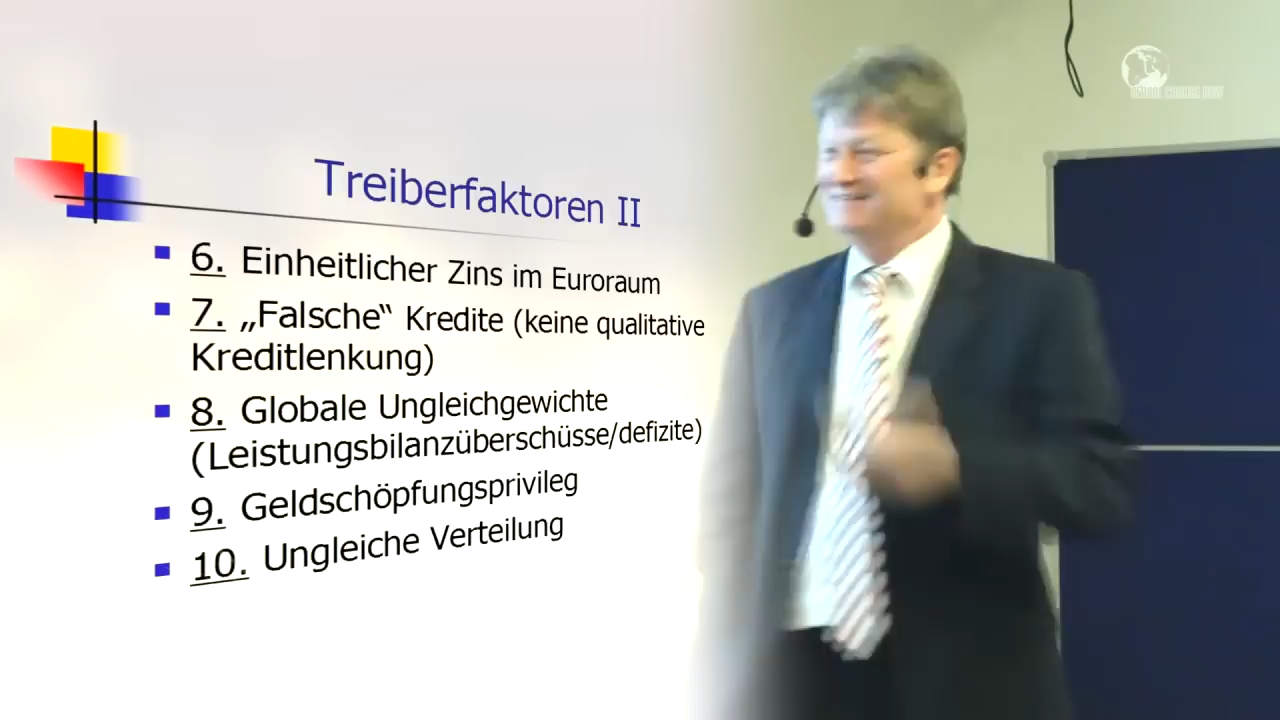 Treiberfaktoren II
6. Einheitlicher Zins im Euroraum
7. „Falsche“ Kredite (keine qualitative
Kreditlenkung)
8. Globale Ungleichgewichte
(Leistungsbilanzüberschüsse/defizite)
9. Geldschöpfungsprivileg
10. Ungleiche Verteilung